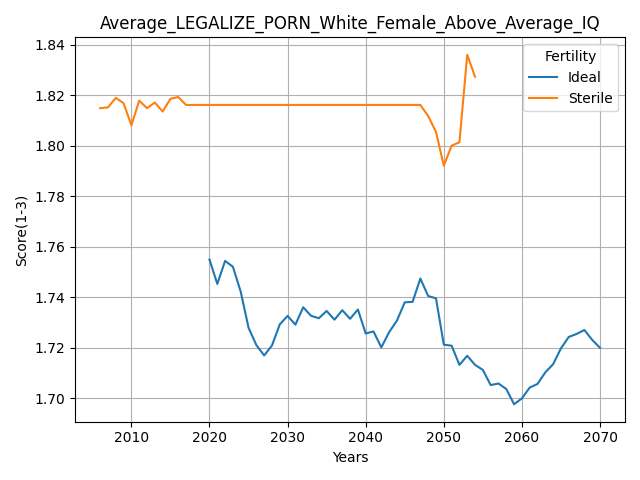 Average_LEGALIZE_PORN_White_Female_Above_Average_IQ
1.84
1.82
1.80
1.78
1.76
1.74
1.72
1.70
Score(1-3)
Fertility
Ideal
Sterile
2010 2020 2030 2040 2050 2060 2070
Years